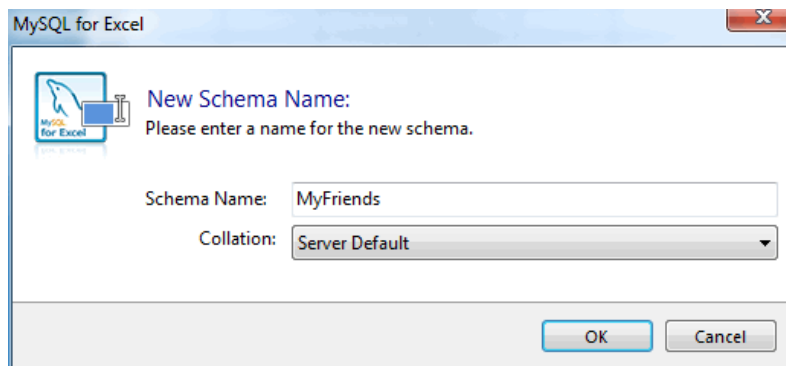 MySQL for Excel
X
MySQL
for Excel
New Schema Name:
Please enter a name for the new schema.
Schema Name: MyFriends
Collation: Server Default
OK Cancel